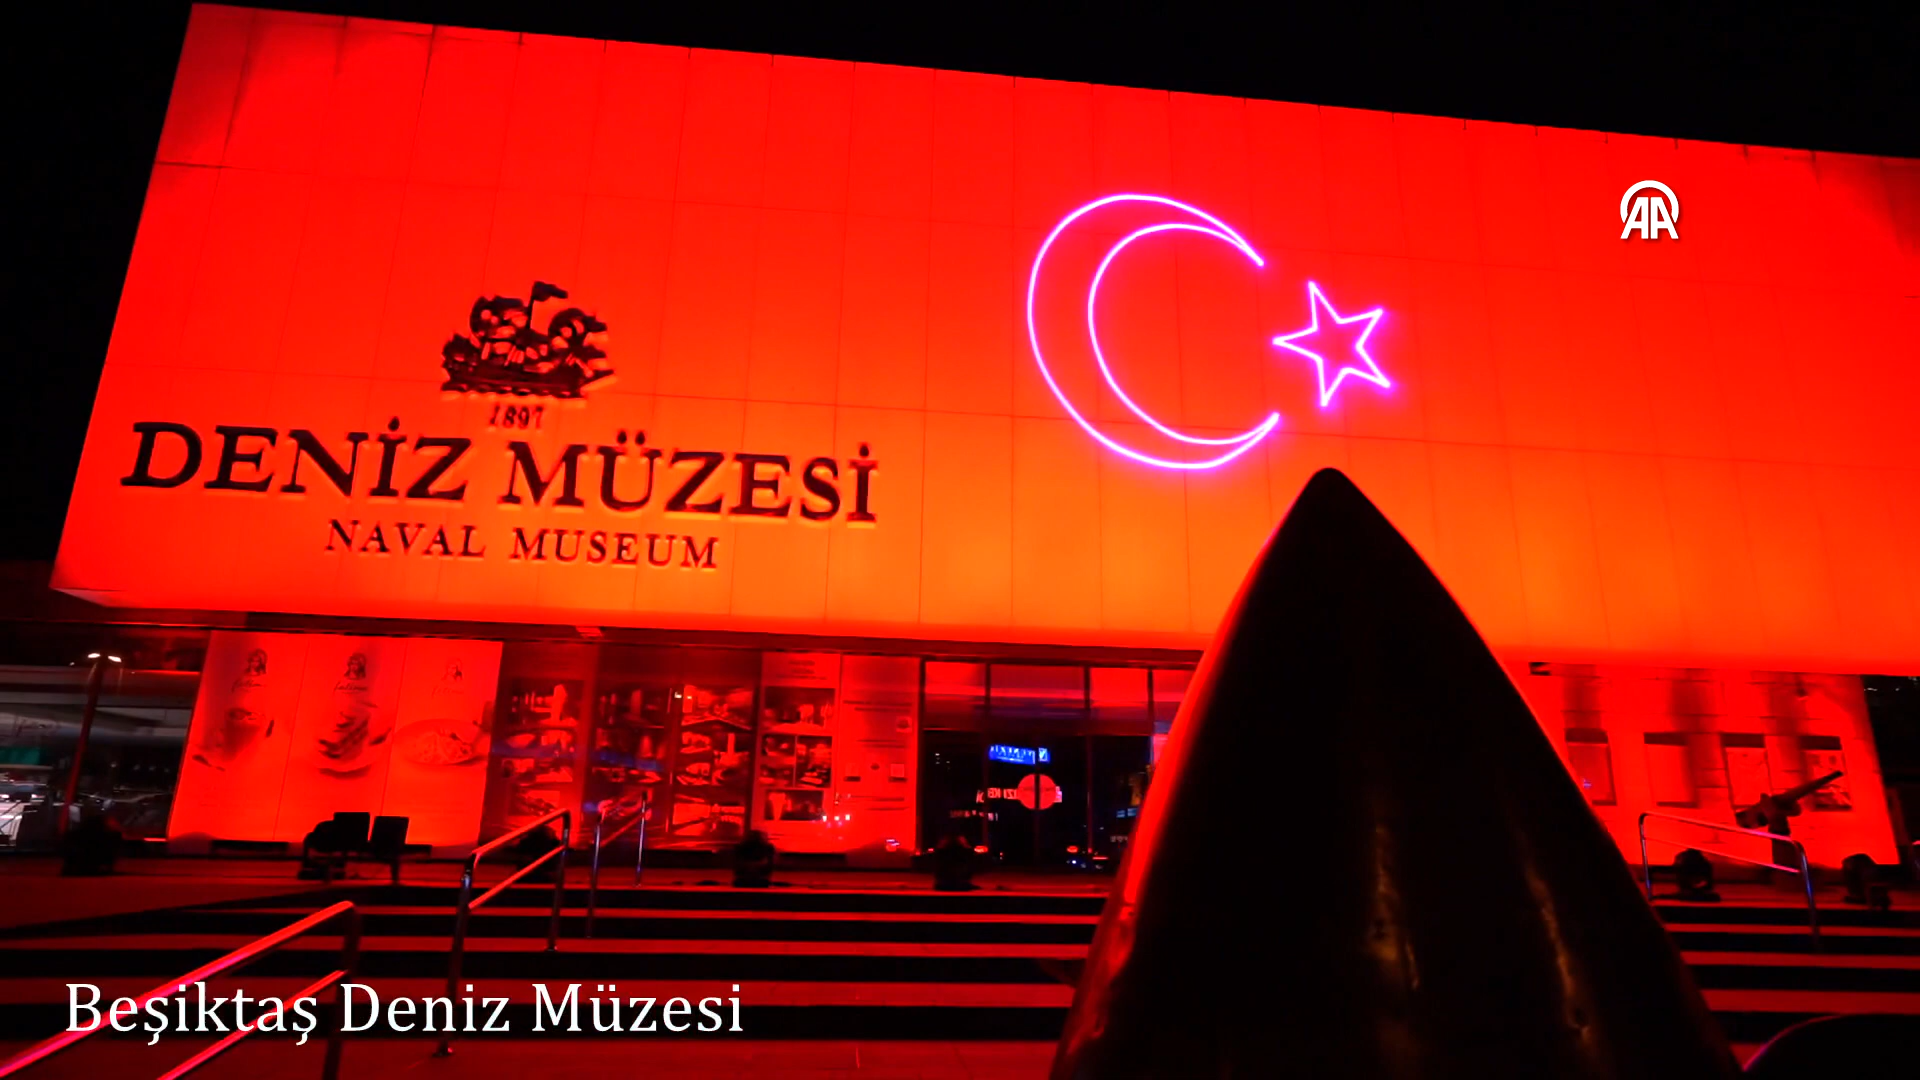 AA
1897
DENİZ MÜZESİ
NAVAL MUSEUM
Beşiktaş Deniz Müzesi